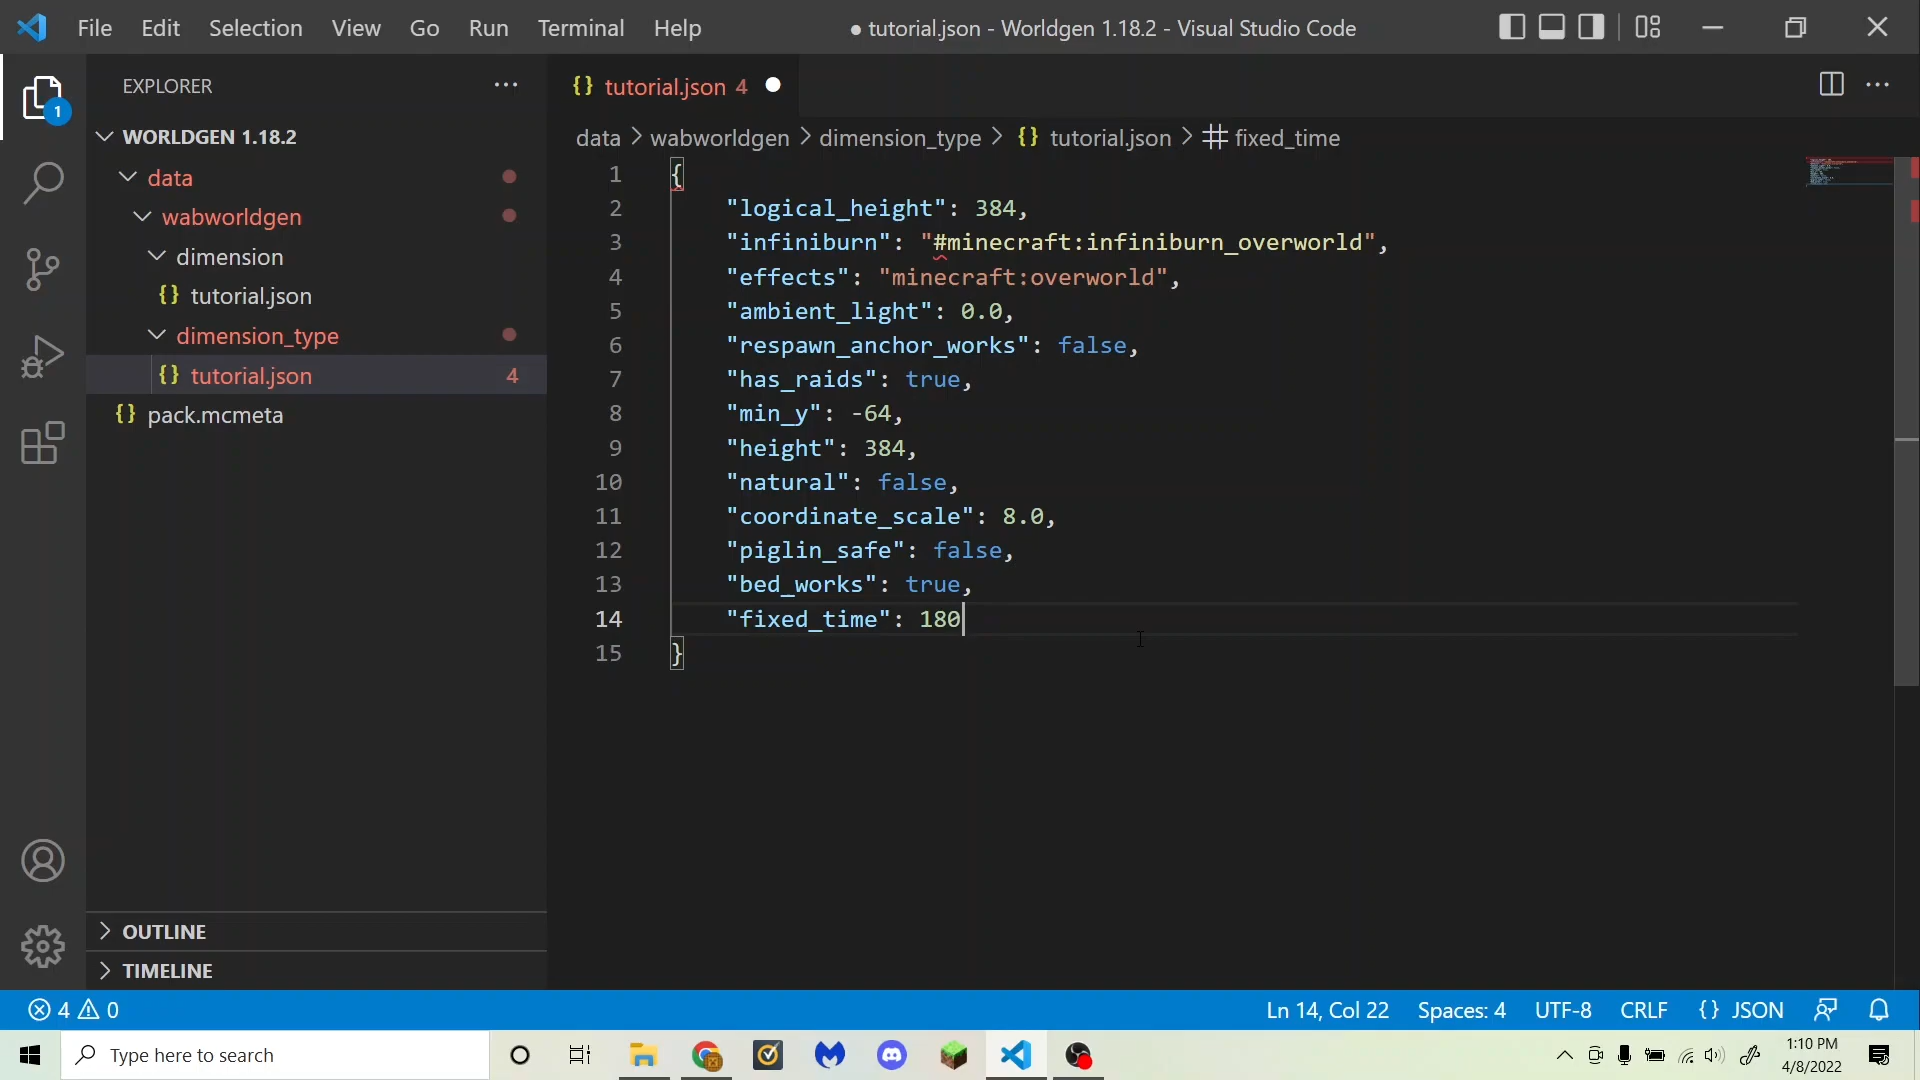 File Edit Selection View Go Run Terminal Help ● tutorial.json - Worldgen 1.18.2 - Visual Studio Code
EXPLORER ...
{} tutorial.json 4 ●
1
WORLDGEN 1.18.2
data > wabworldgen > dimension_type > {} tutorial.json > fixed_time
data
wabworldgen
dimension
{} tutorial.json
dimension_type
{} tutorial.json 4
{} pack.mcmeta
1 {
2 "logical_height": 384,
3 "infiniburn": "#minecraft:infiniburn_overworld",
4 "effects": "minecraft:overworld",
5 "ambient_light": 0.0,
6 "respawn_anchor_works": false,
7 "has_raids": true,
8 "min_y": -64,
9 "height": 384,
10 "natural": false,
11 "coordinate_scale": 8.0,
12 "piglin_safe": false,
13 "bed_works": true,
14 "fixed_time": 180
15 }
OUTLINE
TIMELINE
4 0 Ln 14, Col 22 Spaces: 4 UTF-8 CRLF {} JSON
Type here to search
1:10 PM
4/8/2022